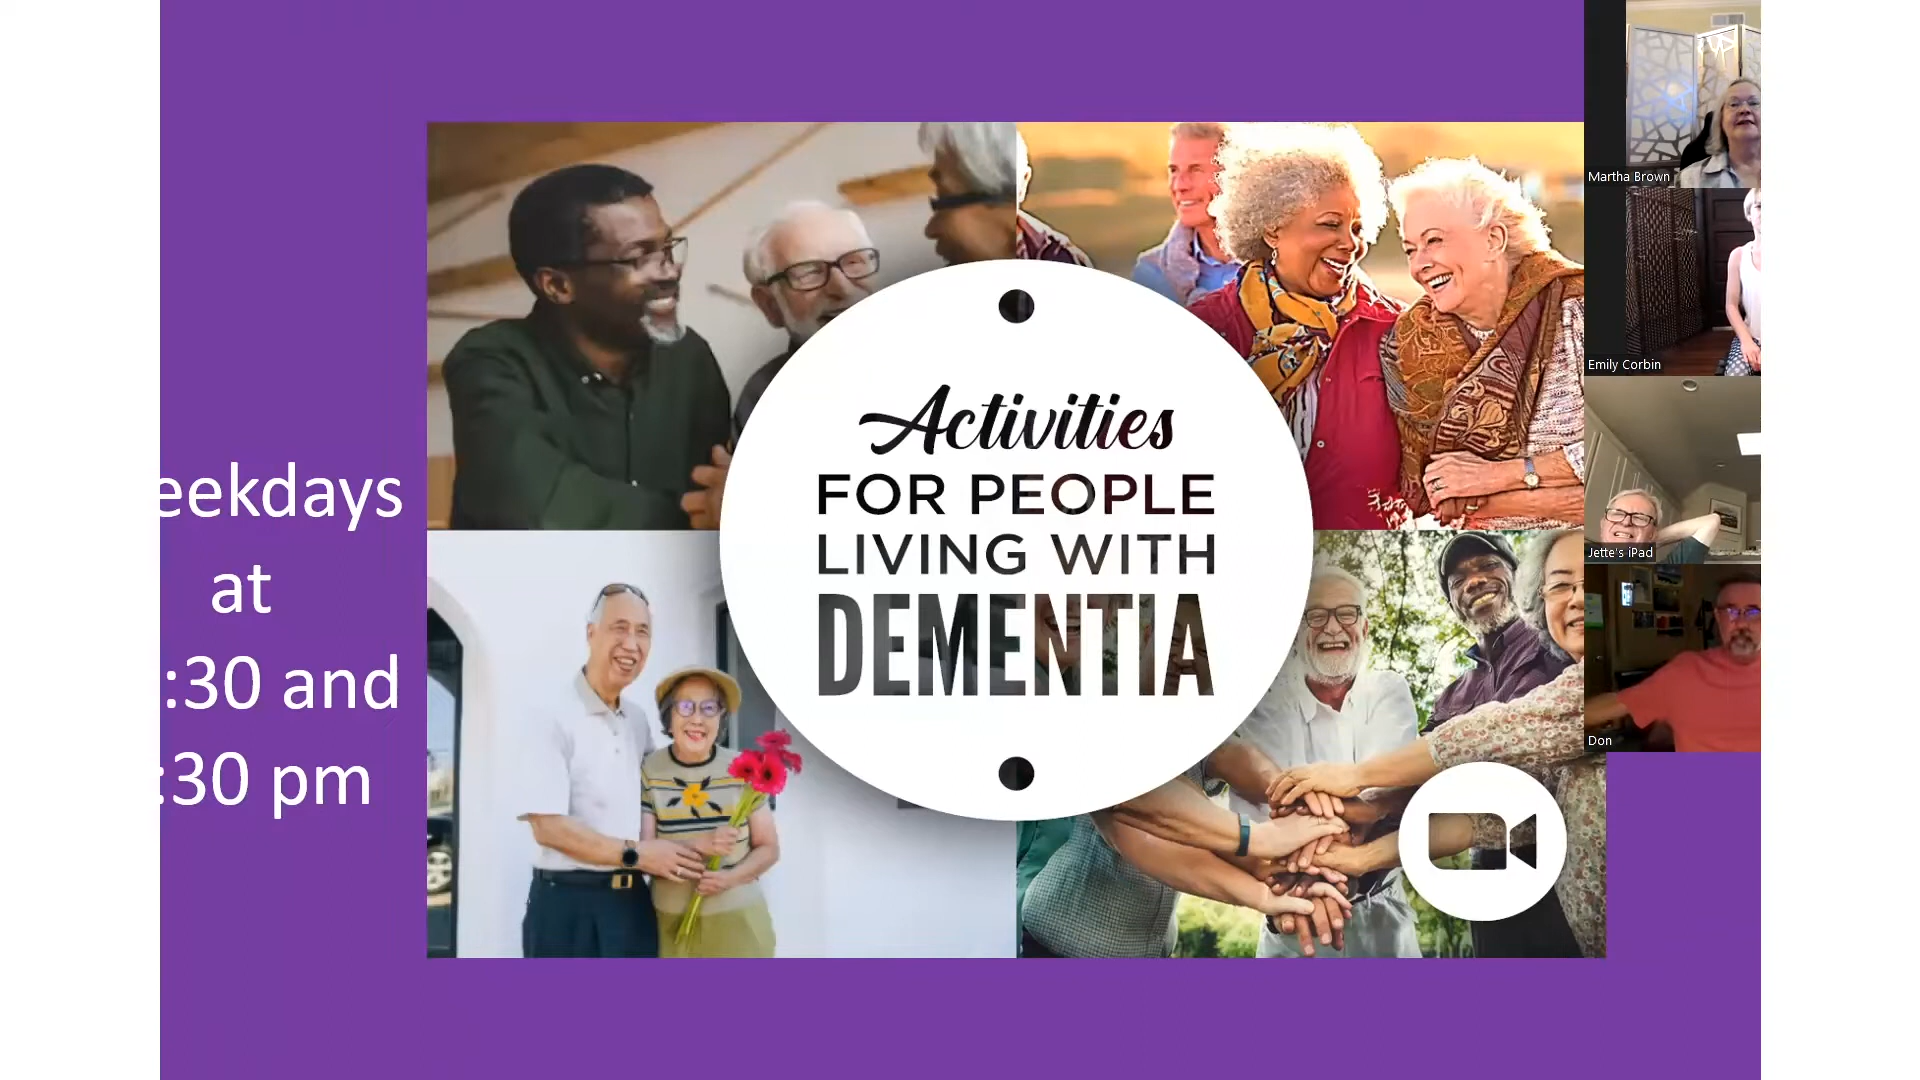 eekdays
at
:30 and
:30 pm
Activities
FOR PEOPLE
LIVING WITH
DEMENTIA
Martha Brown
Emily Corbin
Jette's iPad
Don